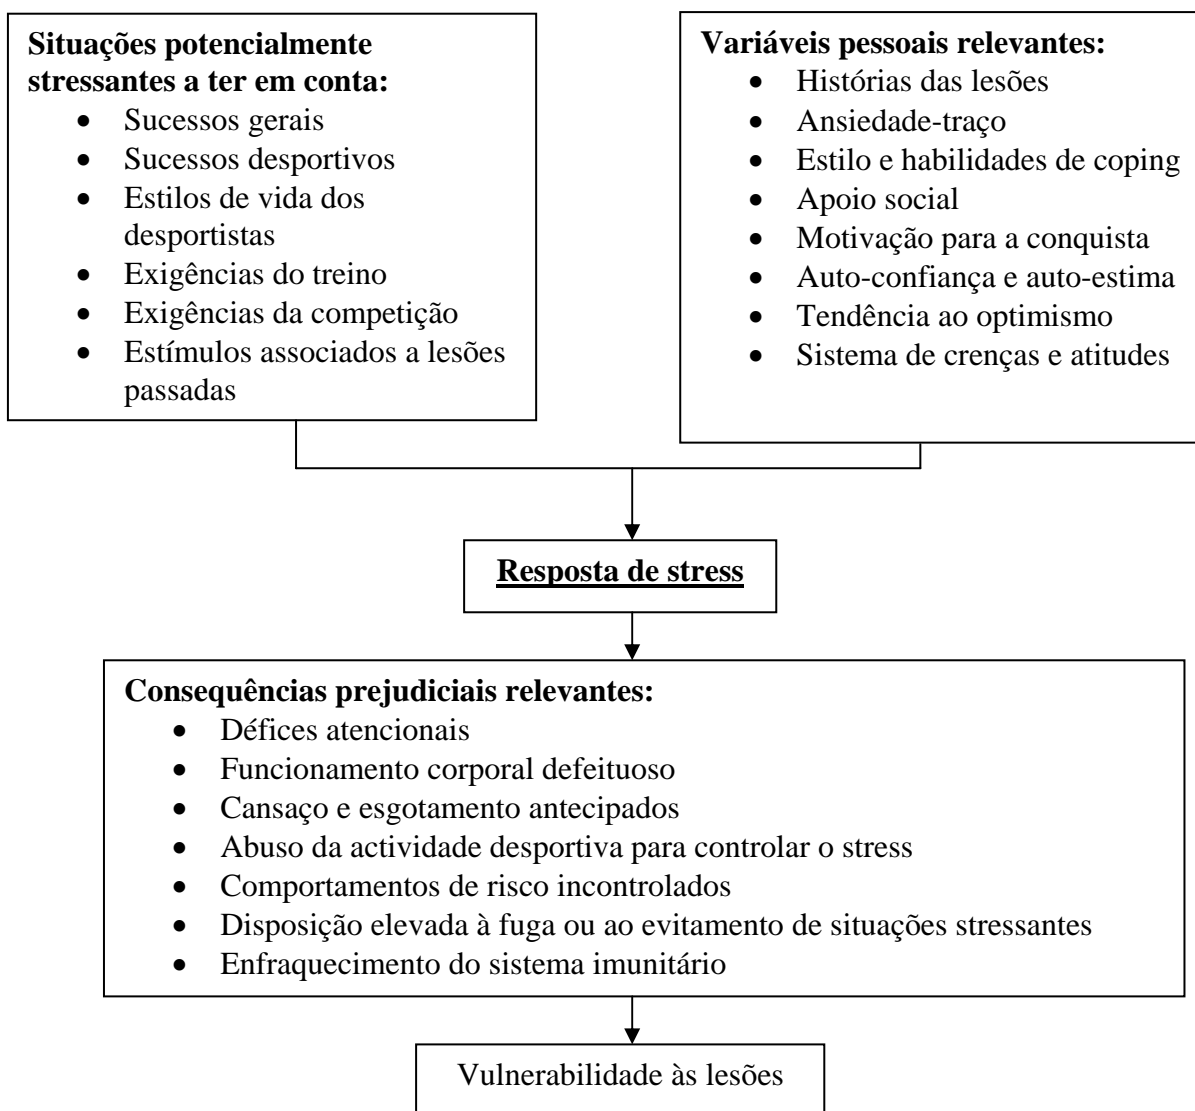 Situações potencialmente
stressantes a ter em conta:
• Sucessos gerais
• Sucessos desportivos
• Estilos de vida dos
desportistas
• Exigências do treino
• Exigências da competição
• Estímulos associados a lesões
passadas
Variáveis pessoais relevantes:
• Histórias das lesões
• Ansiedade-traço
• Estilo e habilidades de coping
• Apoio social
• Motivação para a conquista
• Auto-confiança e auto-estima
• Tendência ao optimismo
• Sistema de crenças e atitudes
Resposta de stress
Consequências prejudiciais relevantes:
• Défices atencionais
• Funcionamento corporal defeituoso
• Cansaço e esgotamento antecipados
• Abuso da actividade desportiva para controlar o stress
• Comportamentos de risco incontrolados
• Disposição elevada à fuga ou ao evitamento de situações stressantes
• Enfraquecimento do sistema imunitário
Vulnerabilidade às lesões